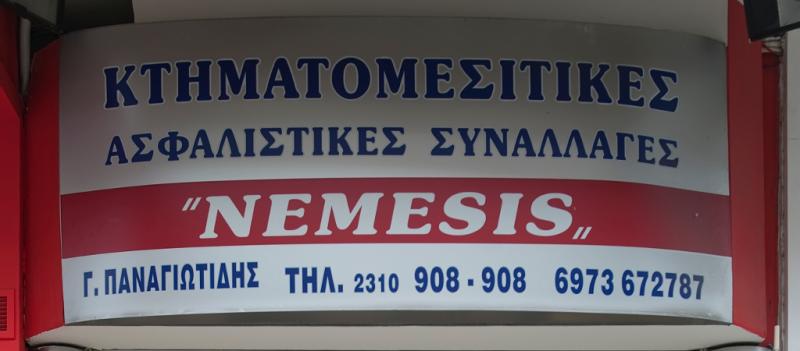 ΚΤΗΜΑΤΟΜΕΣΙΤΙΚΕΣ
ΑΣΦΑΛΙΣΤΙΚΕΣ ΣΥΝΑΛΛΑΓΕΣ
"NEMESIS„
Γ. ΠΑΝΑΓΙΩΤΙΔΗΣ ΤΗΛ. 2310 908 - 908 6973 672787